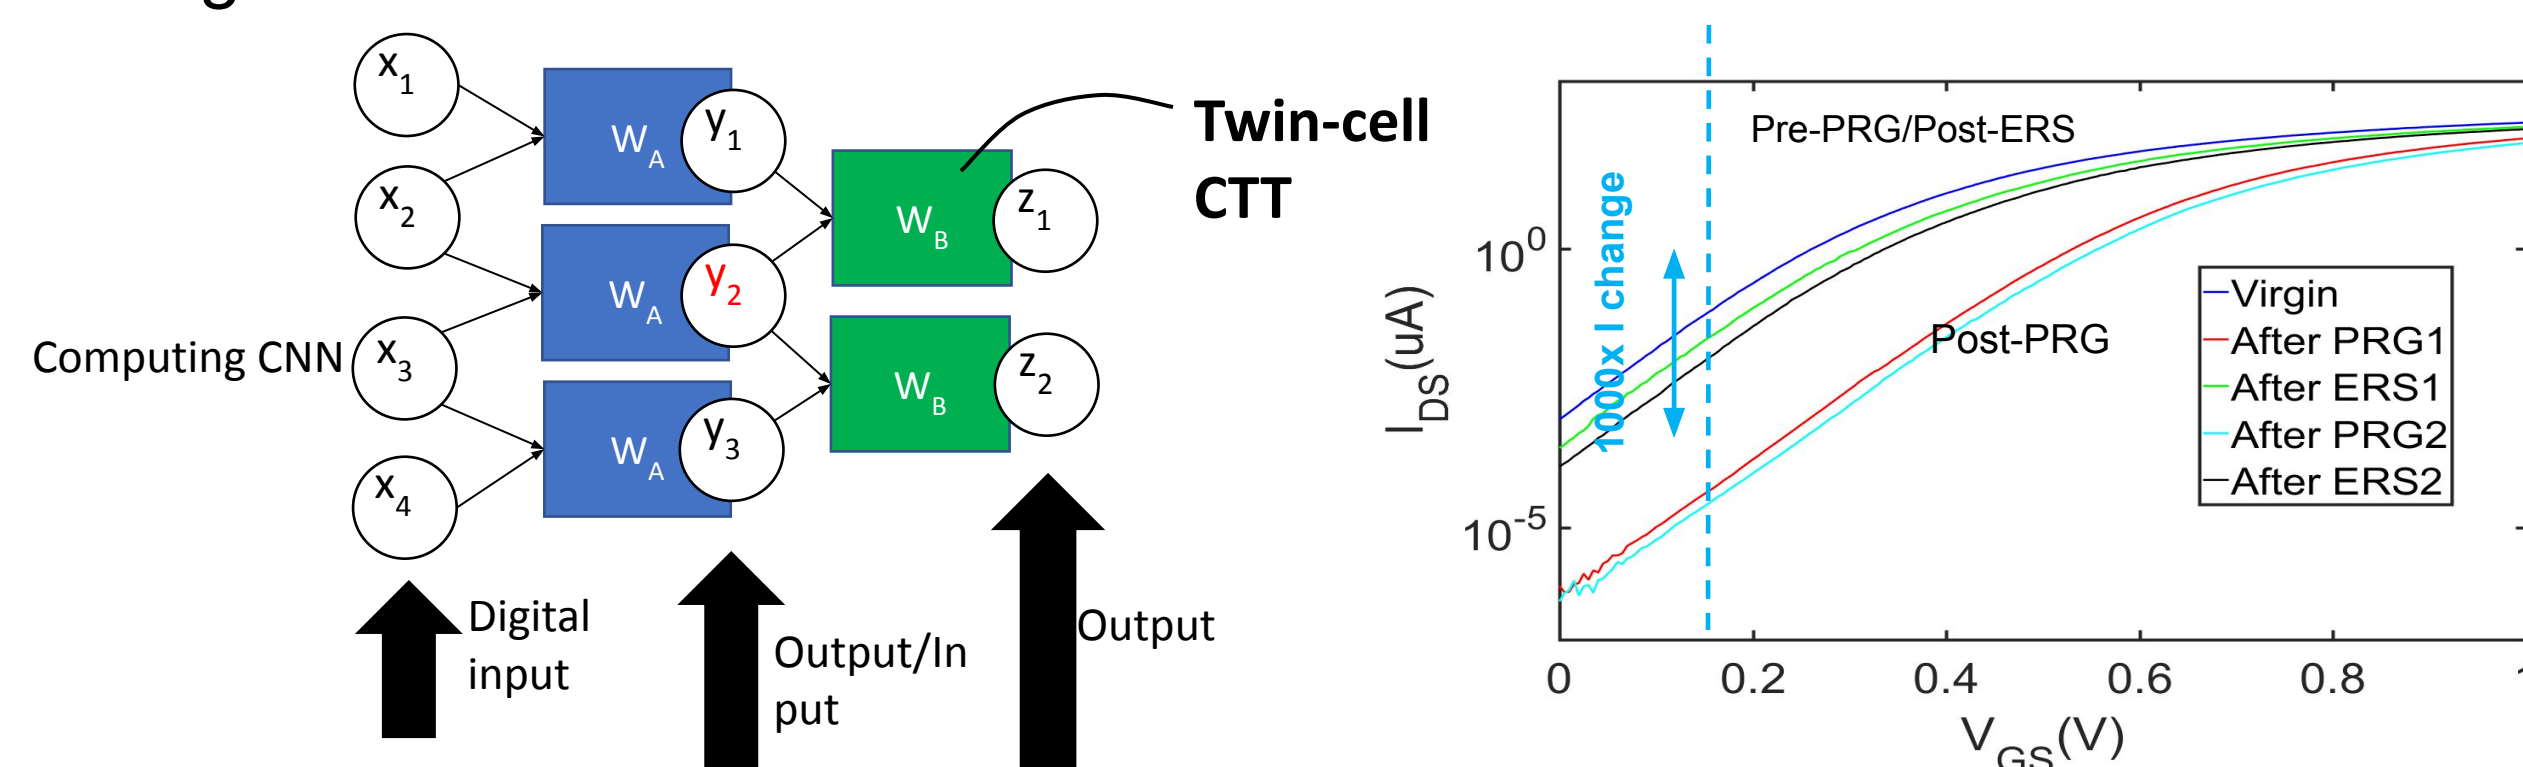 x1
x2
x3
x4
Computing CNN
WA
WA
WA
y1
y2
y3
WB
WB
z1
z2
Twin-cell
CTT
Digital
input
Output/In
put
Output
1000x I change
Pre-PRG/Post-ERS
Post-PRG
IDS(uA)
10^0
10^-5
Virgin
After PRG1
After ERS1
After PRG2
After ERS2
0 0.2 0.4 0.6 0.8
VGS(V)